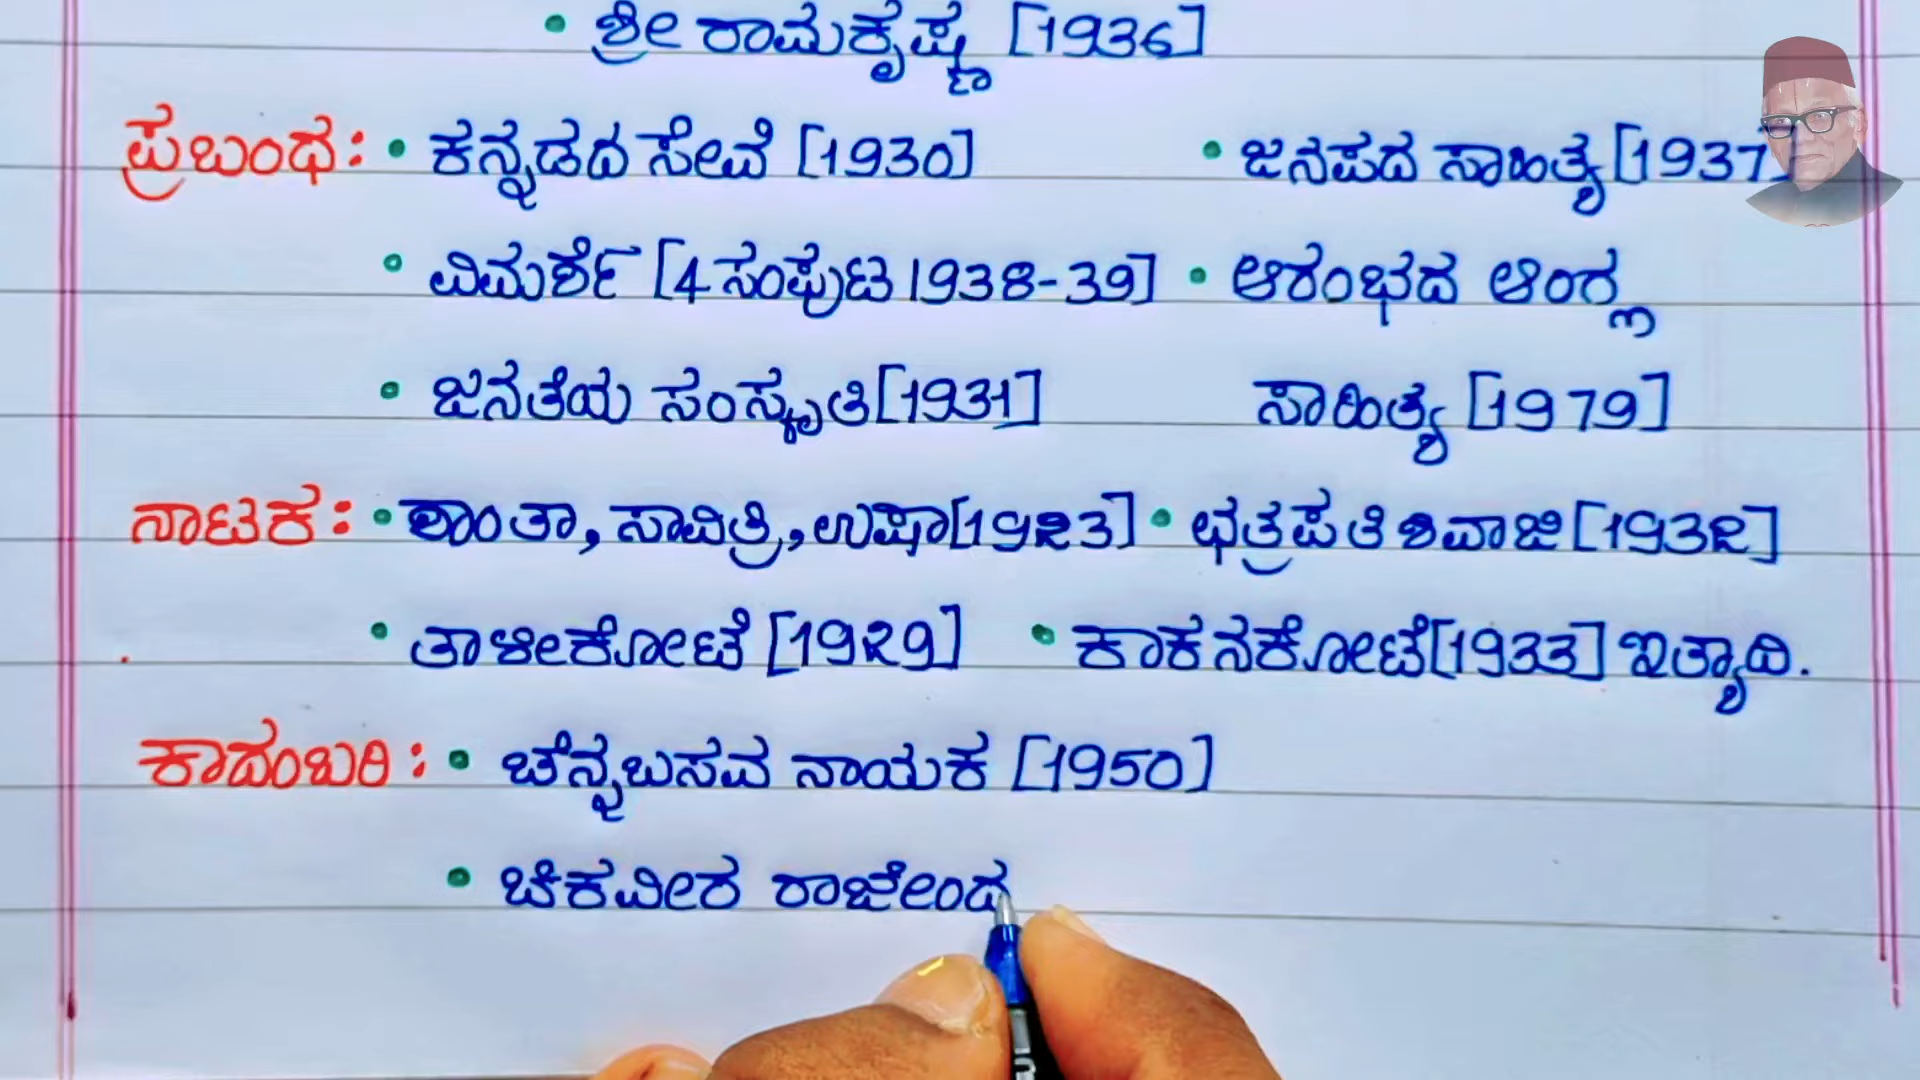 • ಶ್ರೀ ರಾಮಕೃಷ್ಣ [1936]
ಪ್ರಬಂಧ: • ಕನ್ನಡದ ಸೇವೆ [1930] • ಜನಪದ ಸಾಹಿತ್ಯ [1937]
• ವಿಮರ್ಶೆ [4 ಸಂಪುಟ 1938-39] • ಆರಂಭದ ಆಂಗ್ಲ
• ಜನತೆಯ ಸಂಸ್ಕೃತಿ [1931] ಸಾಹಿತ್ಯ [1979]
ನಾಟಕ: • ಶಾಂತಾ, ಸಾವಿತ್ರಿ, ಉಷಾ [1923] • ಛತ್ರಪತಿ ಶಿವಾಜಿ [1932]
• ತಾಳೀಕೋಟೆ [1929] • ಕಾಕನಕೋಟೆ [1933] ಇತ್ಯಾದಿ.
ಕಾದಂಬರಿ: • ಚೆನ್ನಬಸವ ನಾಯಕ [1950]
• ಚಿಕವೀರ ರಾಜೇಂದ